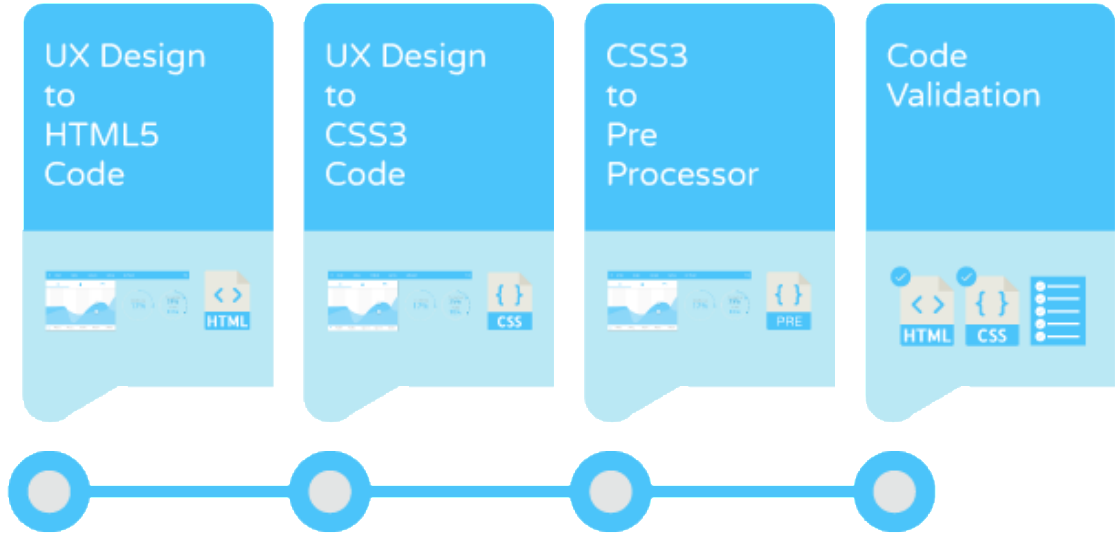 UX Design
to
HTML5
Code
HTML
UX Design
to
CSS3
Code
{ }
CSS
CSS3
to
Pre
Processor
{ }
PRE
Code
Validation
< >
HTML
{ }
CSS